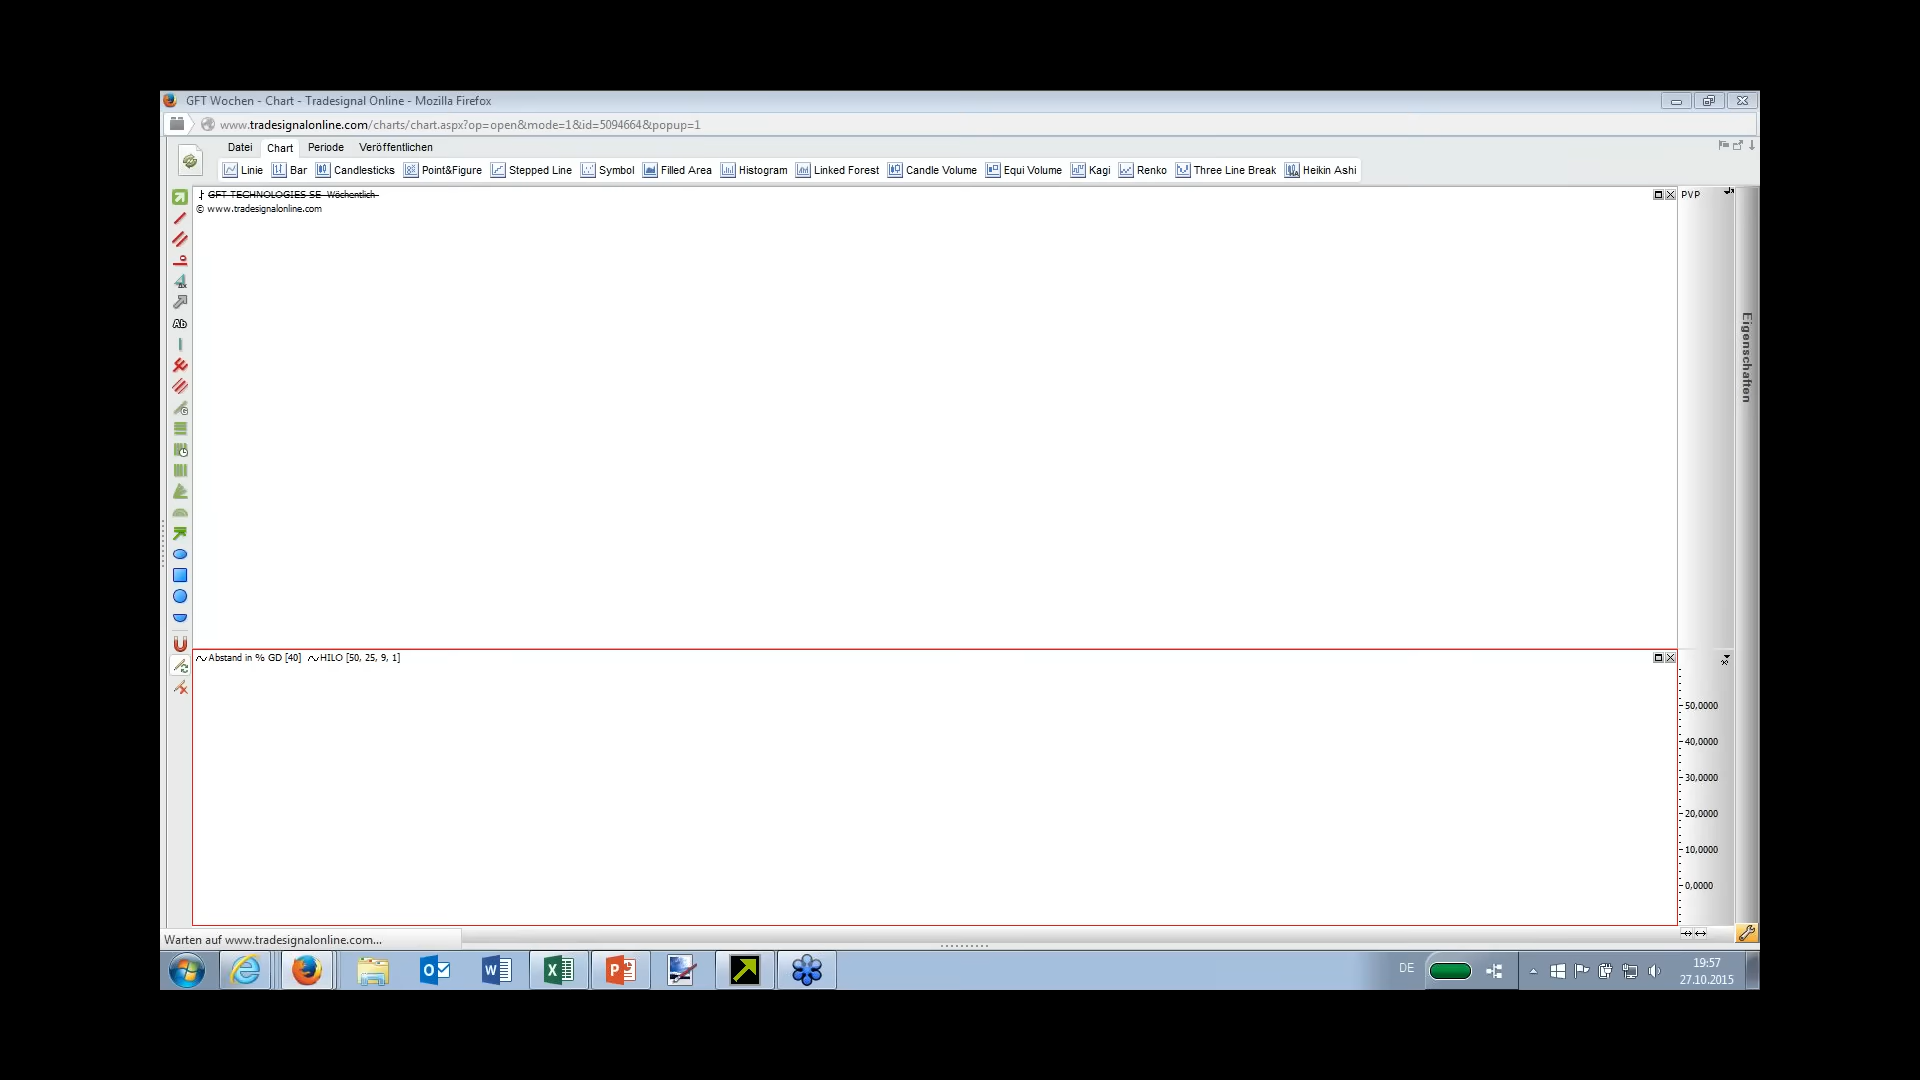 GFT Wochen - Chart - Tradesignal Online - Mozilla Firefox
www.tradesignalonline.com/charts/chart.aspx?op=open&mode=1&id=5094664&popup=1
Datei Chart Periode Veröffentlichen
Linie Bar Candlesticks Point&Figure Stepped Line Symbol Filled Area Histogram Linked Forest Candle Volume Equi Volume Kagi Renko Three Line Break Heikin Ashi
GFT TECHNOLOGIES SE Wöchentlich
PVP
© www.tradesignalonline.com
Ab
Eigenschaften
Abstand in % GD [40] HILO [50, 25, 9, 1]
50,0000
40,0000
30,0000
20,0000
10,0000
0,0000
Warten auf www.tradesignalonline.com...
DE
19:57
27.10.2015